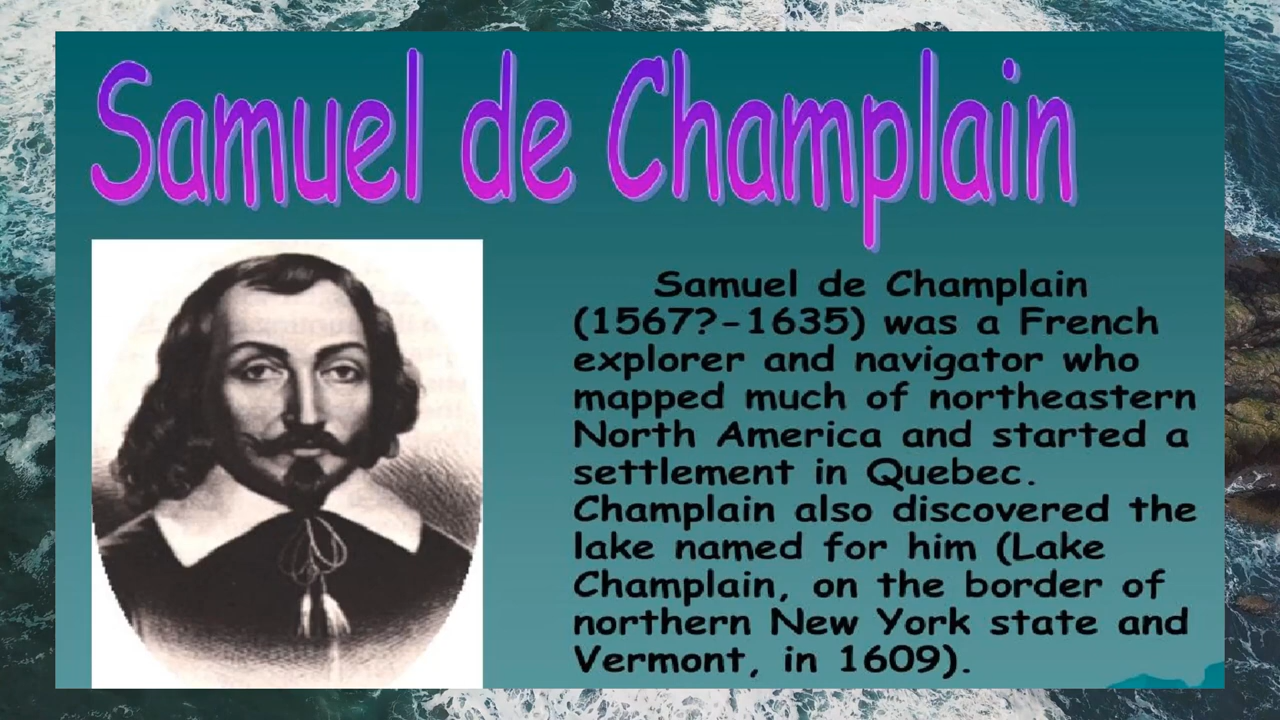 Samuel de Champlain
Samuel de Champlain
(1567?-1635) was a French
explorer and navigator who
mapped much of northeastern
North America and started a
settlement in Quebec.
Champlain also discovered the
lake named for him (Lake
Champlain, on the border of
northern New York state and
Vermont, in 1609).